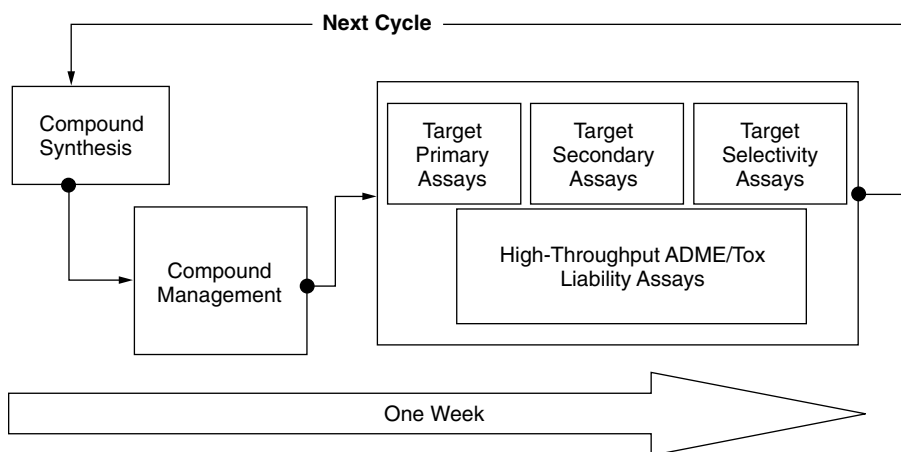 Next Cycle
Compound
Synthesis
Compound
Management
Target
Primary
Assays
Target
Secondary
Assays
Target
Selectivity
Assays
High-Throughput ADME/Tox
Liability Assays
One Week